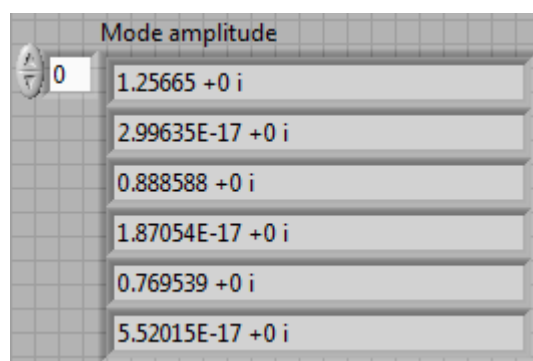 Mode amplitude
0
1.25665 +0 i
2.99635E-17 +0 i
0.888588 +0 i
1.87054E-17 +0 i
0.769539 +0 i
5.52015E-17 +0 i